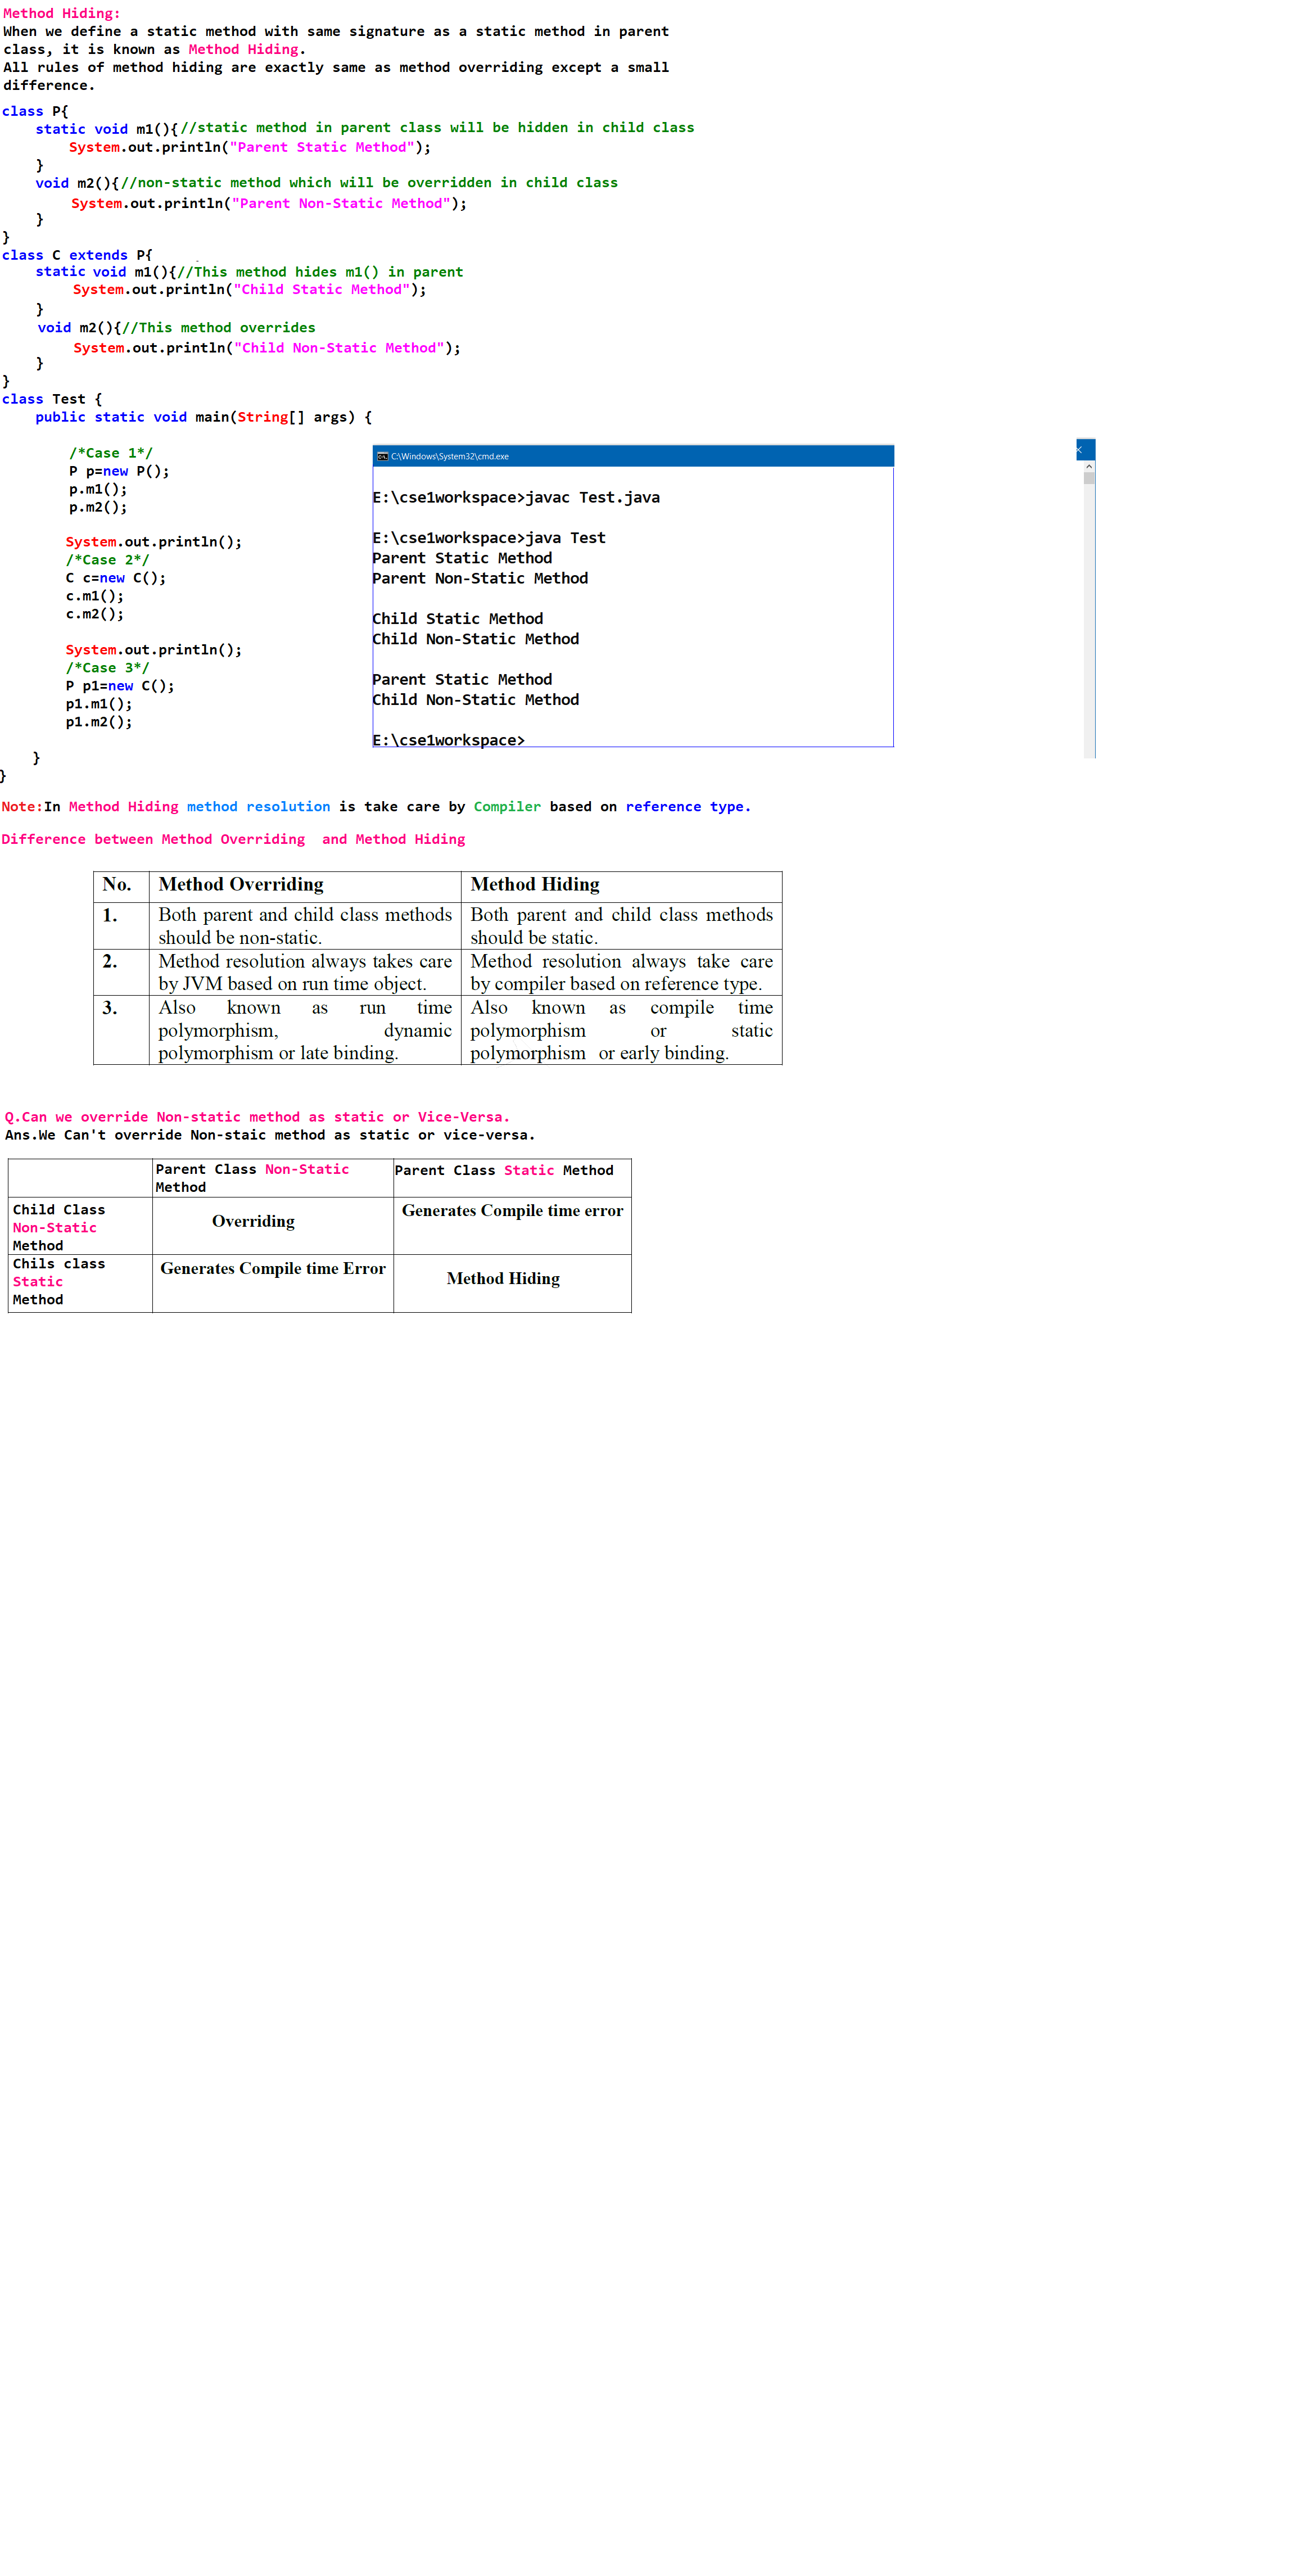 Method Hiding:
When we define a static method with same signature as a static method in parent
class, it is known as Method Hiding.
All rules of method hiding are exactly same as method overriding except a small
difference.
class P{
static void m1(){//static method in parent class will be hidden in child class
System.out.println("Parent Static Method");
}
void m2(){//non-static method which will be overridden in child class
System.out.println("Parent Non-Static Method");
}
}
class C extends P{
static void m1(){//This method hides m1() in parent
System.out.println("Child Static Method");
}
void m2(){//This method overrides
System.out.println("Child Non-Static Method");
}
}
class Test {
public static void main(String[] args) {
/*Case 1*/
P p=new P();
p.m1();
p.m2();
System.out.println();
/*Case 2*/
C c=new C();
c.m1();
c.m2();
System.out.println();
/*Case 3*/
P p1=new C();
p1.m1();
p1.m2();
}
}
C:\Windows\System32\cmd.exe
E:\cse1workspace>javac Test.java
E:\cse1workspace>java Test
Parent Static Method
Parent Non-Static Method
Child Static Method
Child Non-Static Method
Parent Static Method
Child Non-Static Method
E:\cse1workspace>
Note:In Method Hiding method resolution is take care by Compiler based on reference type.
Difference between Method Overriding and Method Hiding
No. Method Overriding Method Hiding
1. Both parent and child class methods Both parent and child class methods
should be non-static. should be static.
2. Method resolution always takes care Method resolution always take care
by JVM based on run time object. by compiler based on reference type.
3. Also known as run time Also known as compile time
polymorphism, dynamic polymorphism or static
polymorphism or late binding. polymorphism or early binding.
Q.Can we override Non-static method as static or Vice-Versa.
Ans.We Can't override Non-staic method as static or vice-versa.
Parent Class Non-Static Parent Class Static Method
Method
Child Class
Non-Static Overriding Generates Compile time error
Method
Chils class
Static Generates Compile time Error Method Hiding
Method